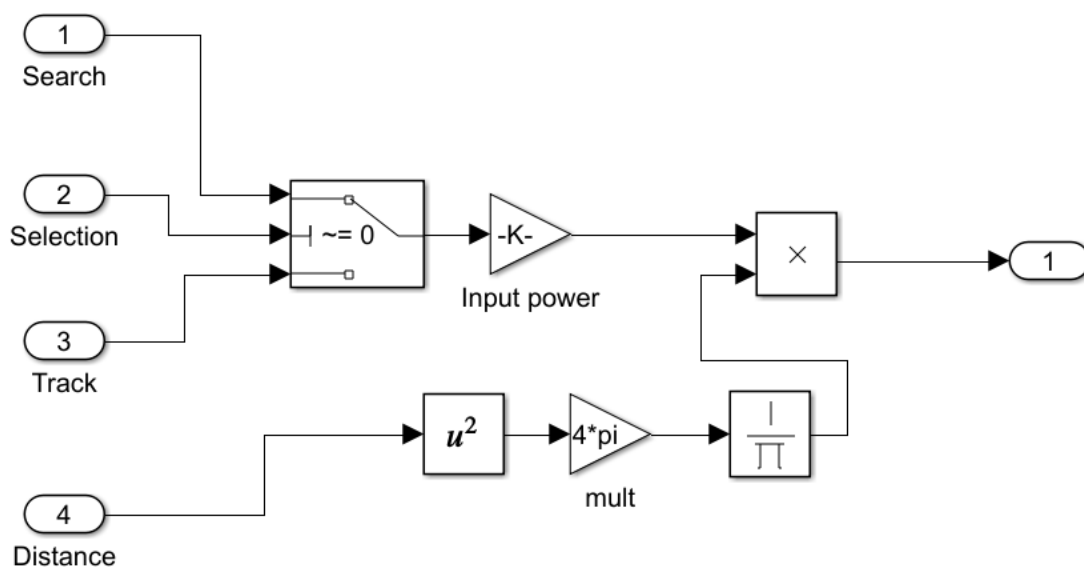 1
Search
2
Selection
3
Track
~= 0
-K-
Input power
×
1
u²
4*pi
mult
4
Distance